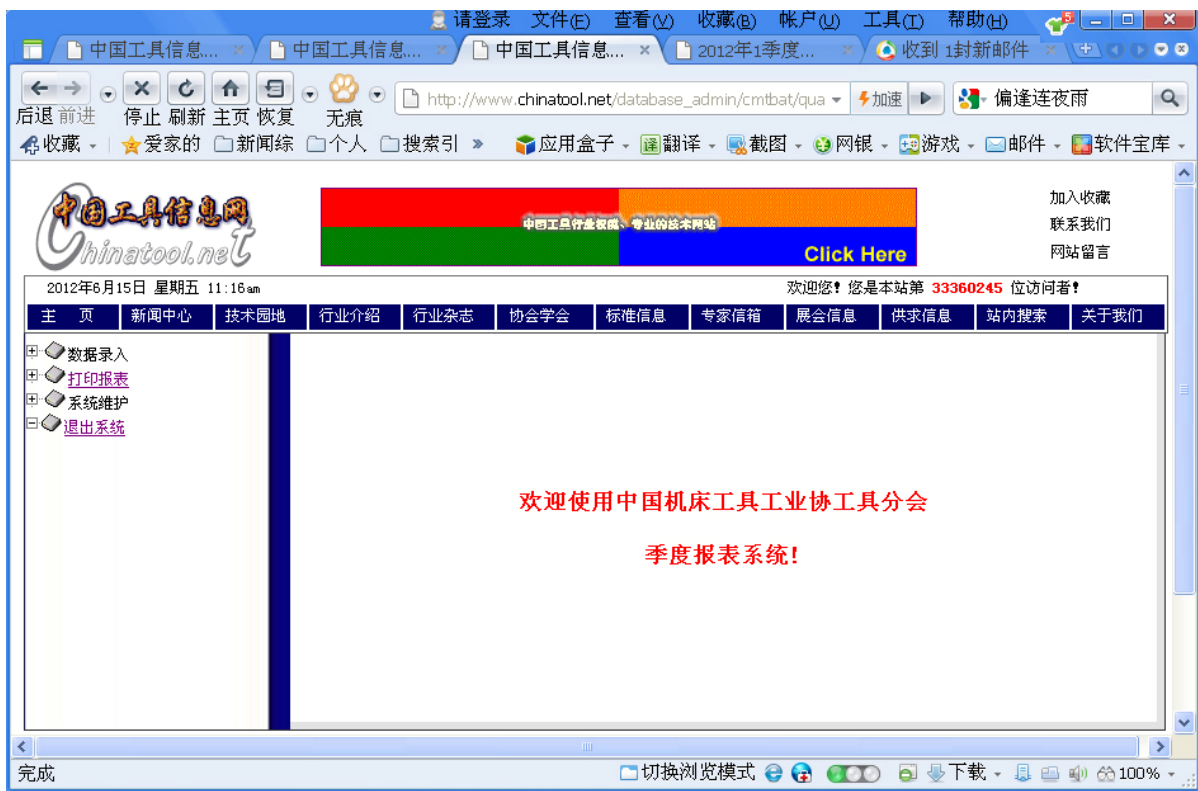 请登录 文件(F) 查看(V) 收藏(B) 帐户(U) 工具(T) 帮助(H) 5
中国工具信息... 中国工具信息... 中国工具信息... 2012年1季度... 收到 1封新邮件
http://www.chinatool.net/database_admin/cmtbat/qua 加速 偏逢连夜雨
后退 前进 停止 刷新 主页 恢复 无痕
收藏 爱家的 新闻综 个人 搜索引 » 应用盒子 译 翻译 截图 网银 游戏 邮件 软件宝库
中国工具信息网
Chinatool.net
中国工具行业权威、专业的技术网站
Click Here
加入收藏
联系我们
网站留言
2012年6月15日 星期五 11:16am 欢迎您! 您是本站第 33360245 位访问者!
主 页 新闻中心 技术园地 行业介绍 行业杂志 协会学会 标准信息 专家信箱 展会信息 供求信息 站内搜索 关于我们
数据录入
打印报表
系统维护
退出系统
欢迎使用中国机床工具工业协工具分会
季度报表系统!
完成 切换浏览模式 下载 100%